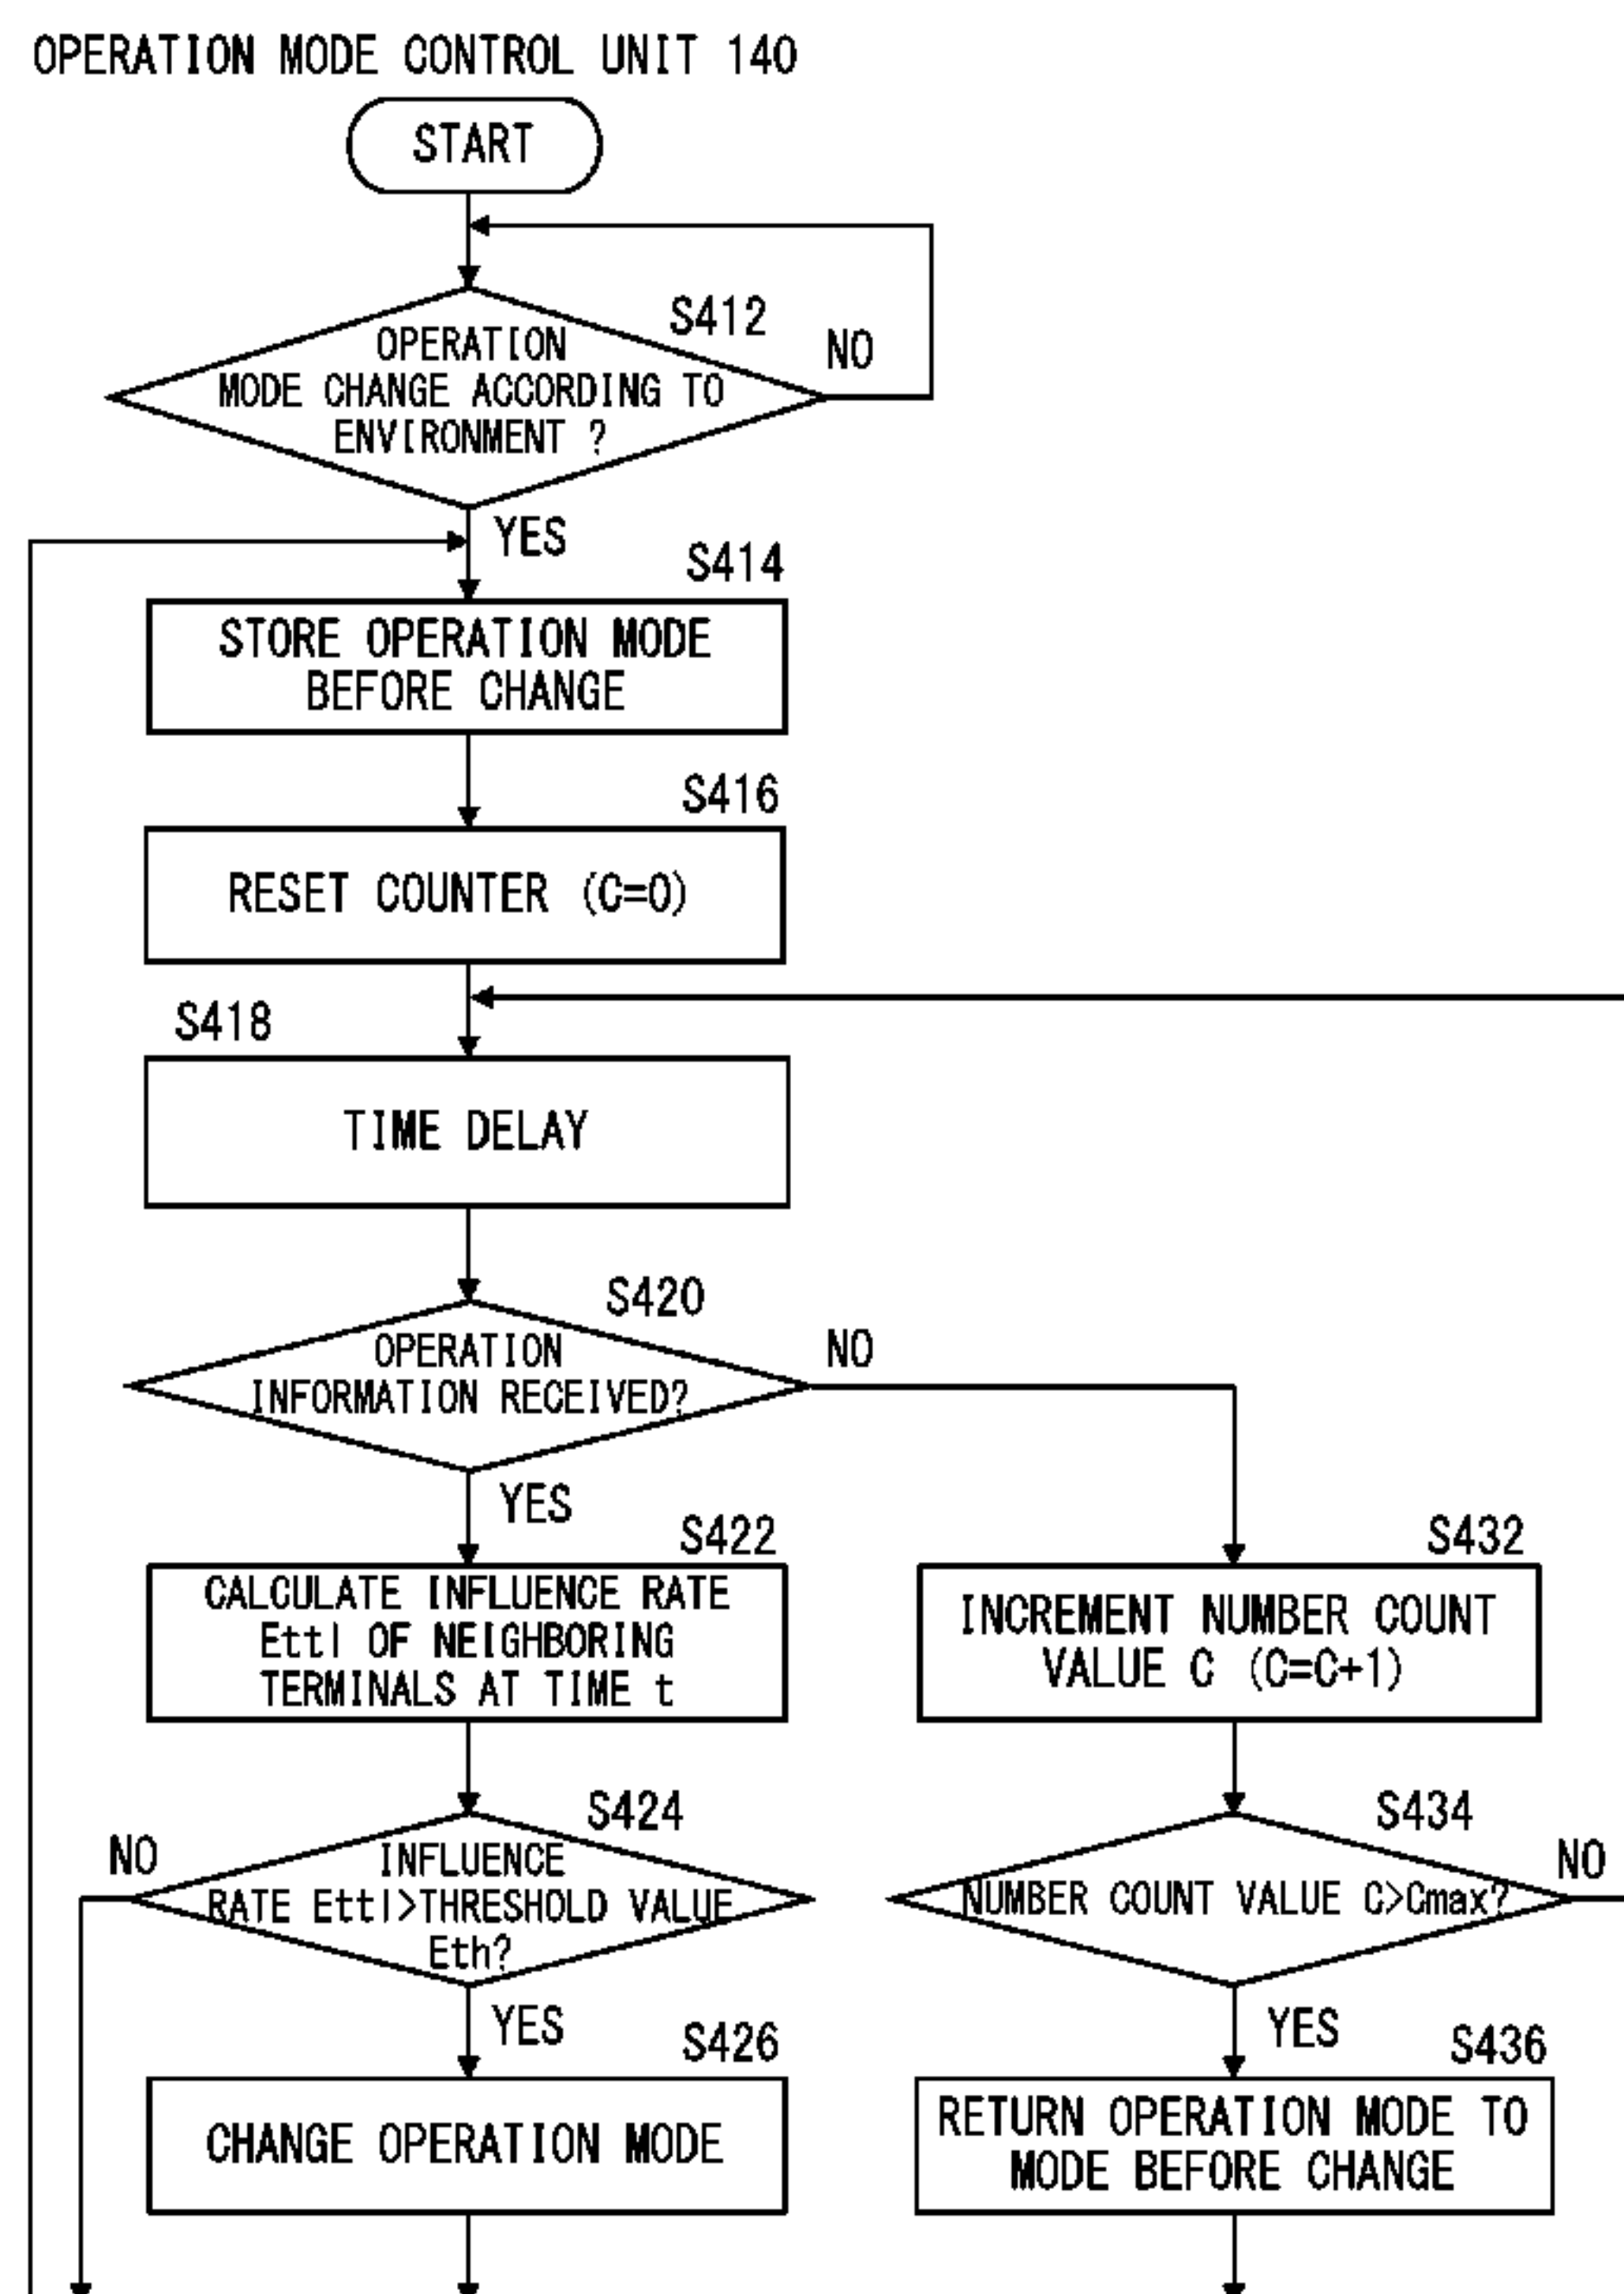 OPERATION MODE CONTROL UNIT 140
START
S412
OPERATION
MODE CHANGE ACCORDING TO
ENVIRONMENT ?
NO
YES
S414
STORE OPERATION MODE
BEFORE CHANGE
S416
RESET COUNTER (C=0)
S418
TIME DELAY
S420
OPERATION
INFORMATION RECEIVED?
NO
YES
S422
CALCULATE INFLUENCE RATE
Ettl OF NEIGHBORING
TERMINALS AT TIME t
S432
INCREMENT NUMBER COUNT
VALUE C (C=C+1)
S424
NO
INFLUENCE
RATE Ettl>THRESHOLD VALUE
Eth?
YES
S434
NUMBER COUNT VALUE C>Cmax?
NO
YES
S426
CHANGE OPERATION MODE
S436
RETURN OPERATION MODE TO
MODE BEFORE CHANGE